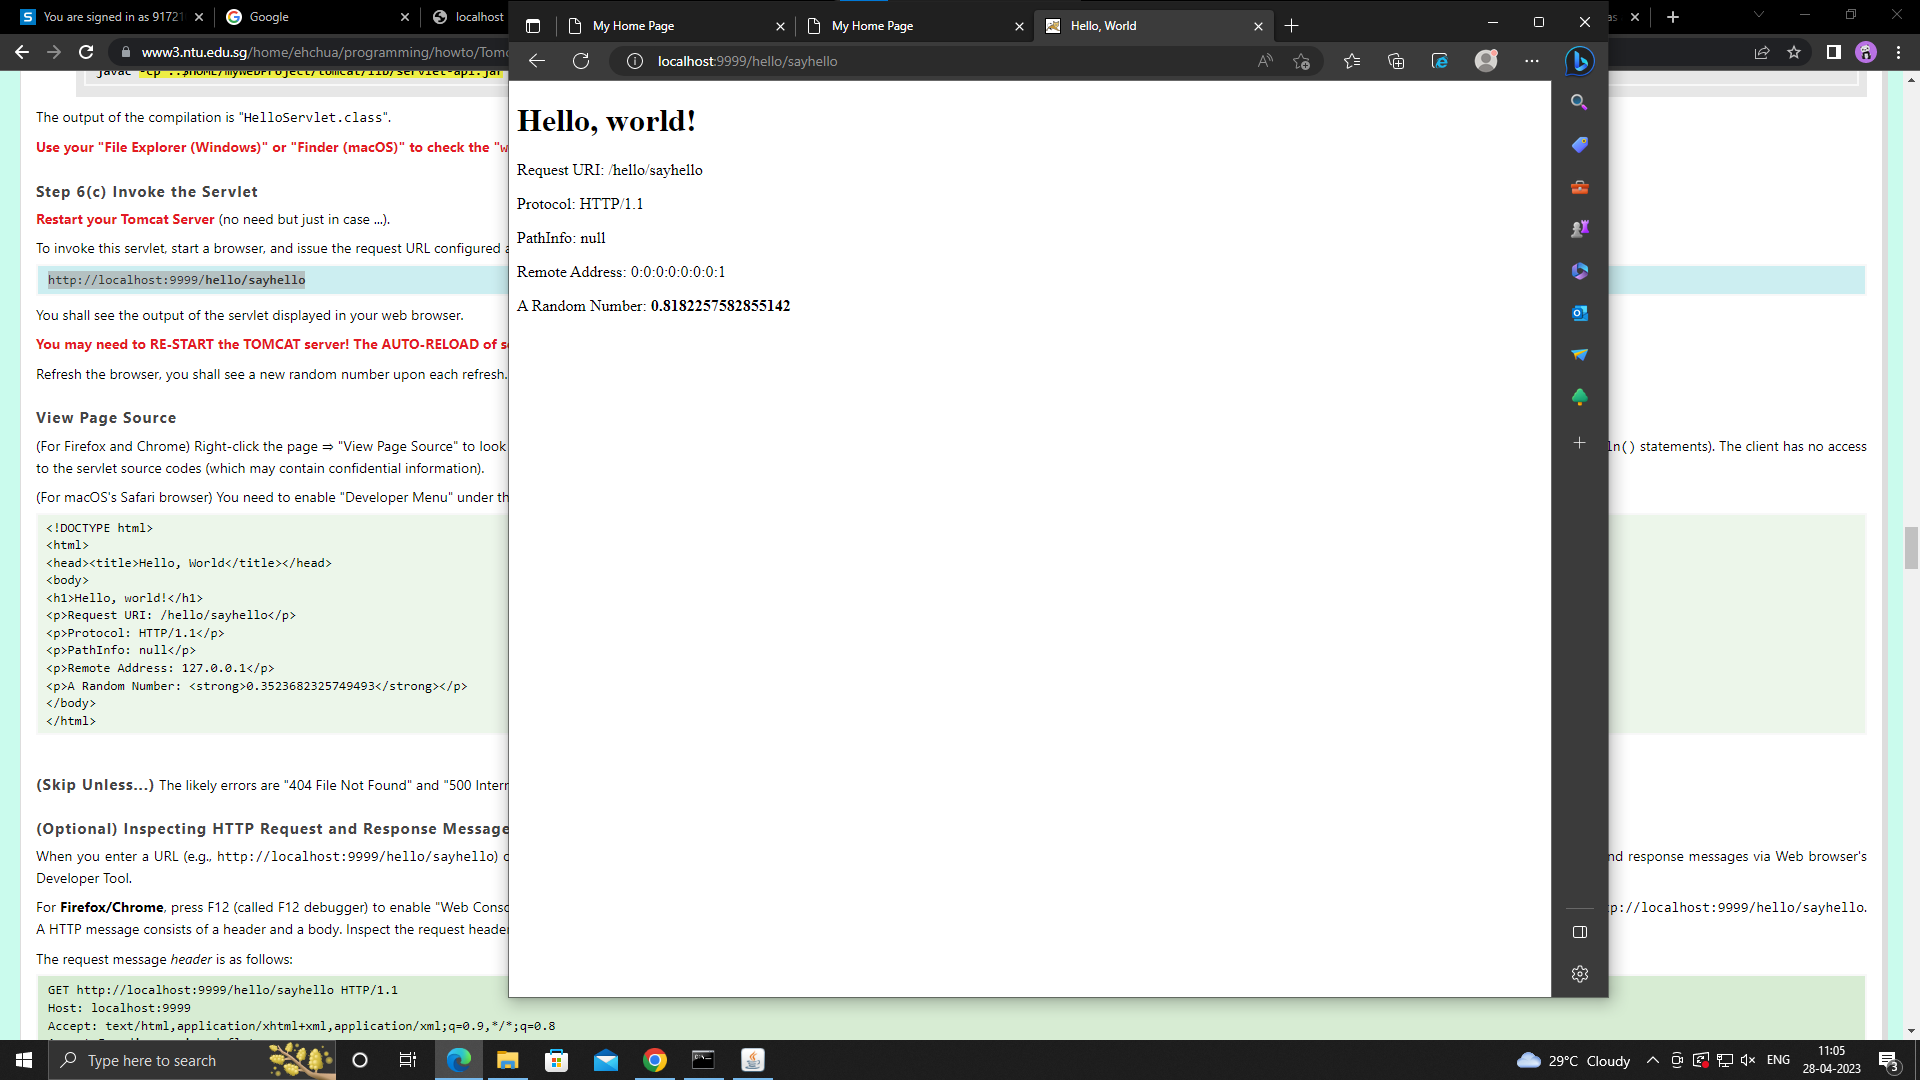 You are signed in as 91721
Google
localhost
My Home Page
My Home Page
Hello, World
www3.ntu.edu.sg/home/ehchua/programming/howto/Tomc
localhost:9999/hello/sayhello
javac -cp .;$HOME/myWebProject/tomcat/lib/servlet-api.jar
The output of the compilation is "HelloServlet.class".
Use your "File Explorer (Windows)" or "Finder (macOS)" to check the "w
Step 6(c) Invoke the Servlet
Restart your Tomcat Server (no need but just in case ...).
To invoke this servlet, start a browser, and issue the request URL configured a
http://localhost:9999/hello/sayhello
You shall see the output of the servlet displayed in your web browser.
You may need to RE-START the TOMCAT server! The AUTO-RELOAD of s
Refresh the browser, you shall see a new random number upon each refresh.
View Page Source
(For Firefox and Chrome) Right-click the page ⇒ "View Page Source" to look
ln() statements). The client has no access
to the servlet source codes (which may contain confidential information).
(For macOS's Safari browser) You need to enable "Developer Menu" under th
<!DOCTYPE html>
<html>
<head><title>Hello, World</title></head>
<body>
<h1>Hello, world!</h1>
<p>Request URI: /hello/sayhello</p>
<p>Protocol: HTTP/1.1</p>
<p>PathInfo: null</p>
<p>Remote Address: 127.0.0.1</p>
<p>A Random Number: <strong>0.3523682325749493</strong></p>
</body>
</html>
(Skip Unless...) The likely errors are "404 File Not Found" and "500 Intern
(Optional) Inspecting HTTP Request and Response Message
When you enter a URL (e.g., http://localhost:9999/hello/sayhello) o
nd response messages via Web browser's
Developer Tool.
For Firefox/Chrome, press F12 (called F12 debugger) to enable "Web Conso
tp://localhost:9999/hello/sayhello.
A HTTP message consists of a header and a body. Inspect the request header
The request message header is as follows:
GET http://localhost:9999/hello/sayhello HTTP/1.1
Host: localhost:9999
Accept: text/html,application/xhtml+xml,application/xml;q=0.9,*/*;q=0.8
Hello, world!
Request URI: /hello/sayhello
Protocol: HTTP/1.1
PathInfo: null
Remote Address: 0:0:0:0:0:0:0:1
A Random Number: 0.8182257582855142
Type here to search
29°C Cloudy
ENG
11:05
28-04-2023
3